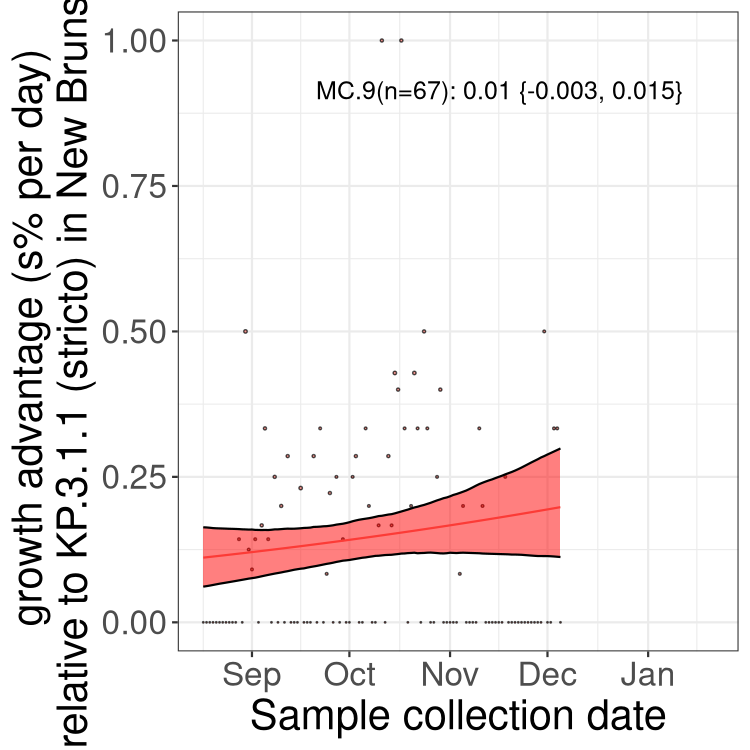 growth advantage (s% per day)
relative to KP.3.1.1 (stricto) in New Bruns
1.00
0.75
0.50
0.25
0.00
MC.9(n=67): 0.01 {-0.003, 0.015}
Sep Oct Nov Dec Jan
Sample collection date